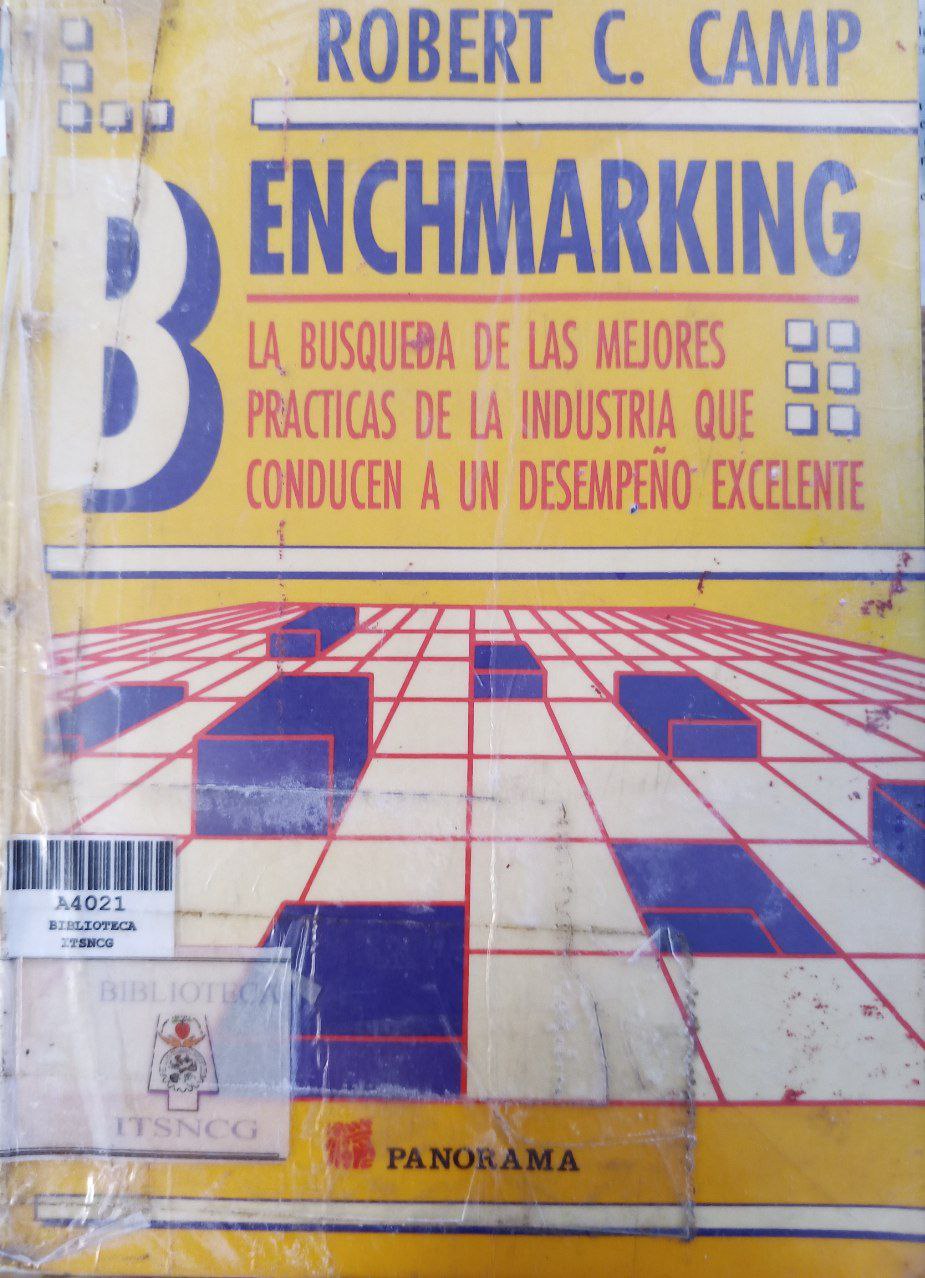 ROBERT C. CAMP
BENCHMARKING
LA BUSQUEDA DE LAS MEJORES
PRACTICAS DE LA INDUSTRIA QUE
CONDUCEN A UN DESEMPEÑO EXCELENTE
A4021
BIBLIOTECA
ITSNCG
BIBLIOTECA
ITSNCG
PANORAMA